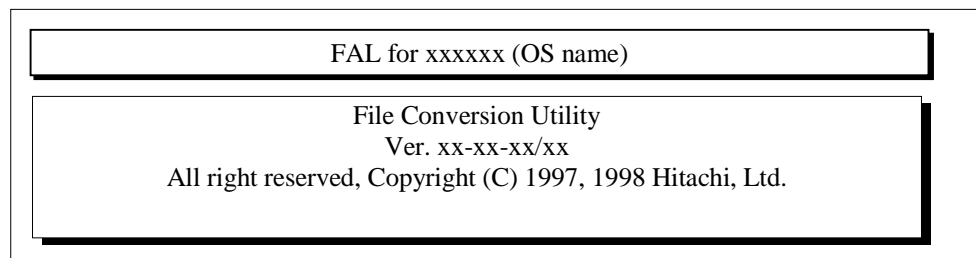 FAL for xxxxxx (OS name)
File Conversion Utility
Ver. xx-xx-xx/xx
All right reserved, Copyright (C) 1997, 1998 Hitachi, Ltd.